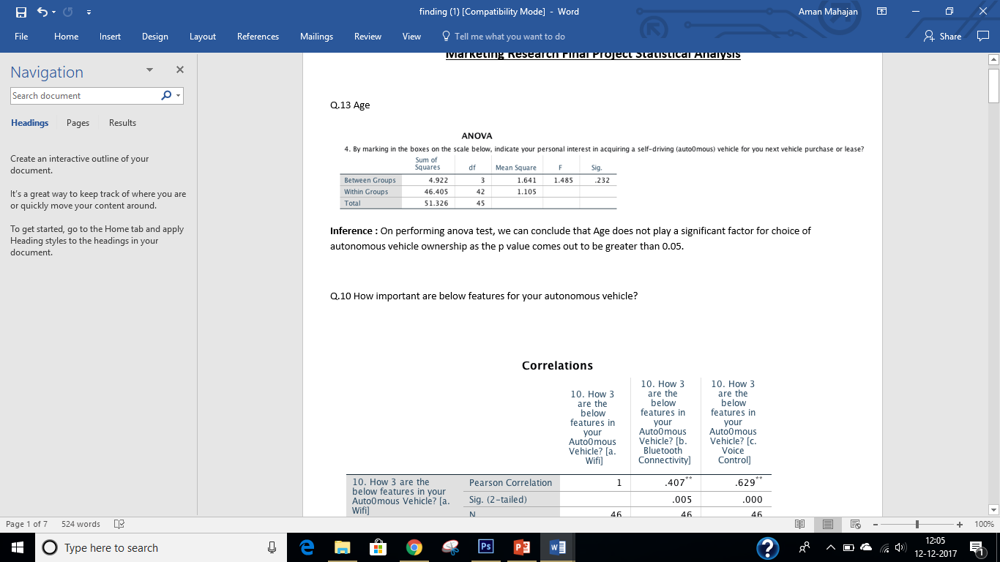 finding (1) [Compatibility Mode] - Word
Aman Mahajan
File Home Insert Design Layout References Mailings Review View Tell me what you want to do
Share
Navigation
Search document
Headings Pages Results
Create an interactive outline of your
document.
It's a great way to keep track of where you are
or quickly move your content around.
To get started, go to the Home tab and apply
Heading styles to the headings in your
document.
Marketing Research Final Project Statistical Analysis
Q.13 Age
ANOVA
4. By marking in the boxes on the scale below, indicate your personal interest in acquiring a self-driving (auto0mous) vehicle for you next vehicle purchase or lease?
Sum of
Squares df Mean Square F Sig.
Between Groups 4.922 3 1.641 1.485 .232
Within Groups 46.405 42 1.105
Total 51.326 45
Inference : On performing anova test, we can conclude that Age does not play a significant factor for choice of
autonomous vehicle ownership as the p value comes out to be greater than 0.05.
Q.10 How important are below features for your autonomous vehicle?
Correlations
10. How 3
are the
below
features in
your
Auto0mous
Vehicle? [a.
Wifi]
10. How 3
are the
below
features in
your
Auto0mous
Vehicle? [b.
Bluetooth
Connectivity]
10. How 3
are the
below
features in
your
Auto0mous
Vehicle? [c.
Voice
Control]
10. How 3 are the
below features in your
Auto0mous Vehicle? [a.
Wifi]
Pearson Correlation 1 .407** .629**
Sig. (2-tailed) .005 .000
N 46 46 46
Page 1 of 7 524 words
100%
Type here to search
Ps
12:05
12-12-2017
1